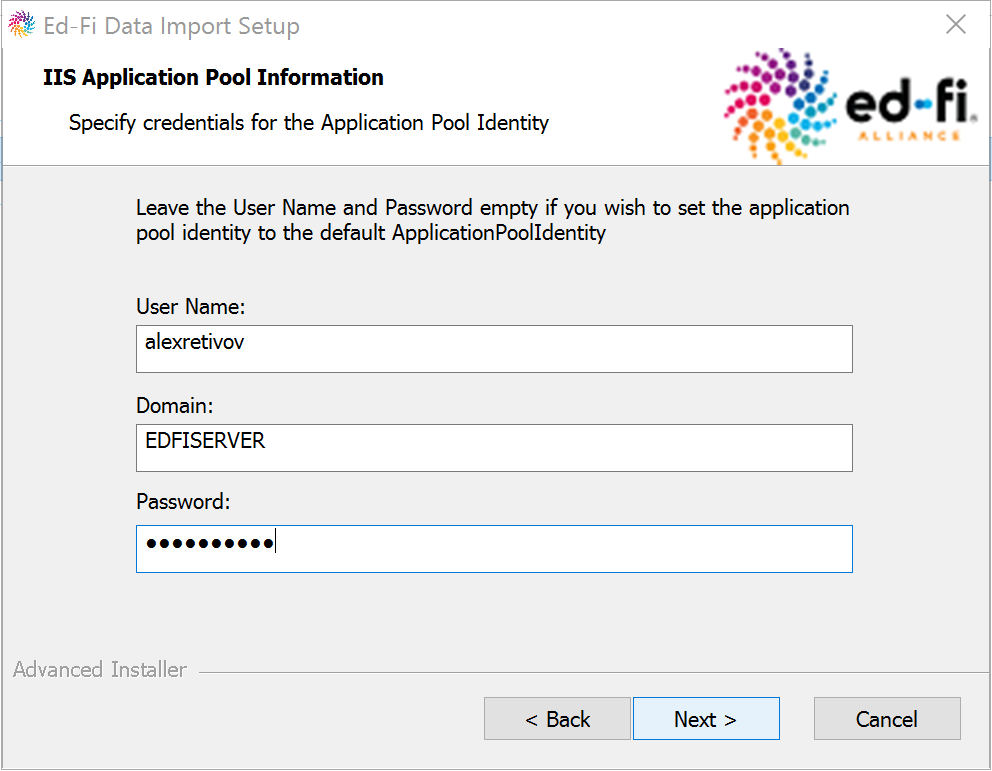 Ed-Fi Data Import Setup
IIS Application Pool Information
Specify credentials for the Application Pool Identity
ed-fi.
ALLIANCE
Leave the User Name and Password empty if you wish to set the application
pool identity to the default ApplicationPoolIdentity
User Name:
alexretivov
Domain:
EDFISERVER
Password:
●●●●●●●●●●
Advanced Installer
< Back
Next >
Cancel